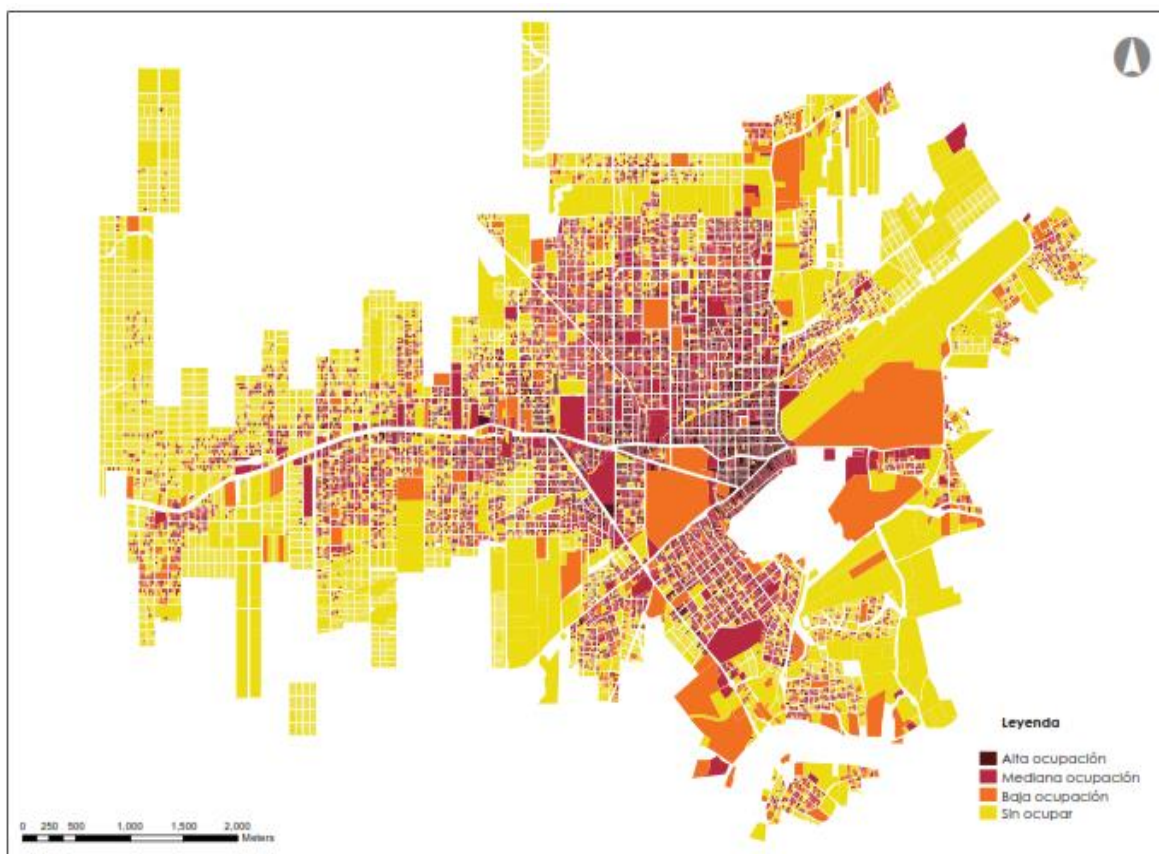 Leyenda
Alta ocupación
Mediana ocupación
Baja ocupación
Sin ocupar
0 250 500 1,000 1,500 2,000
Meters